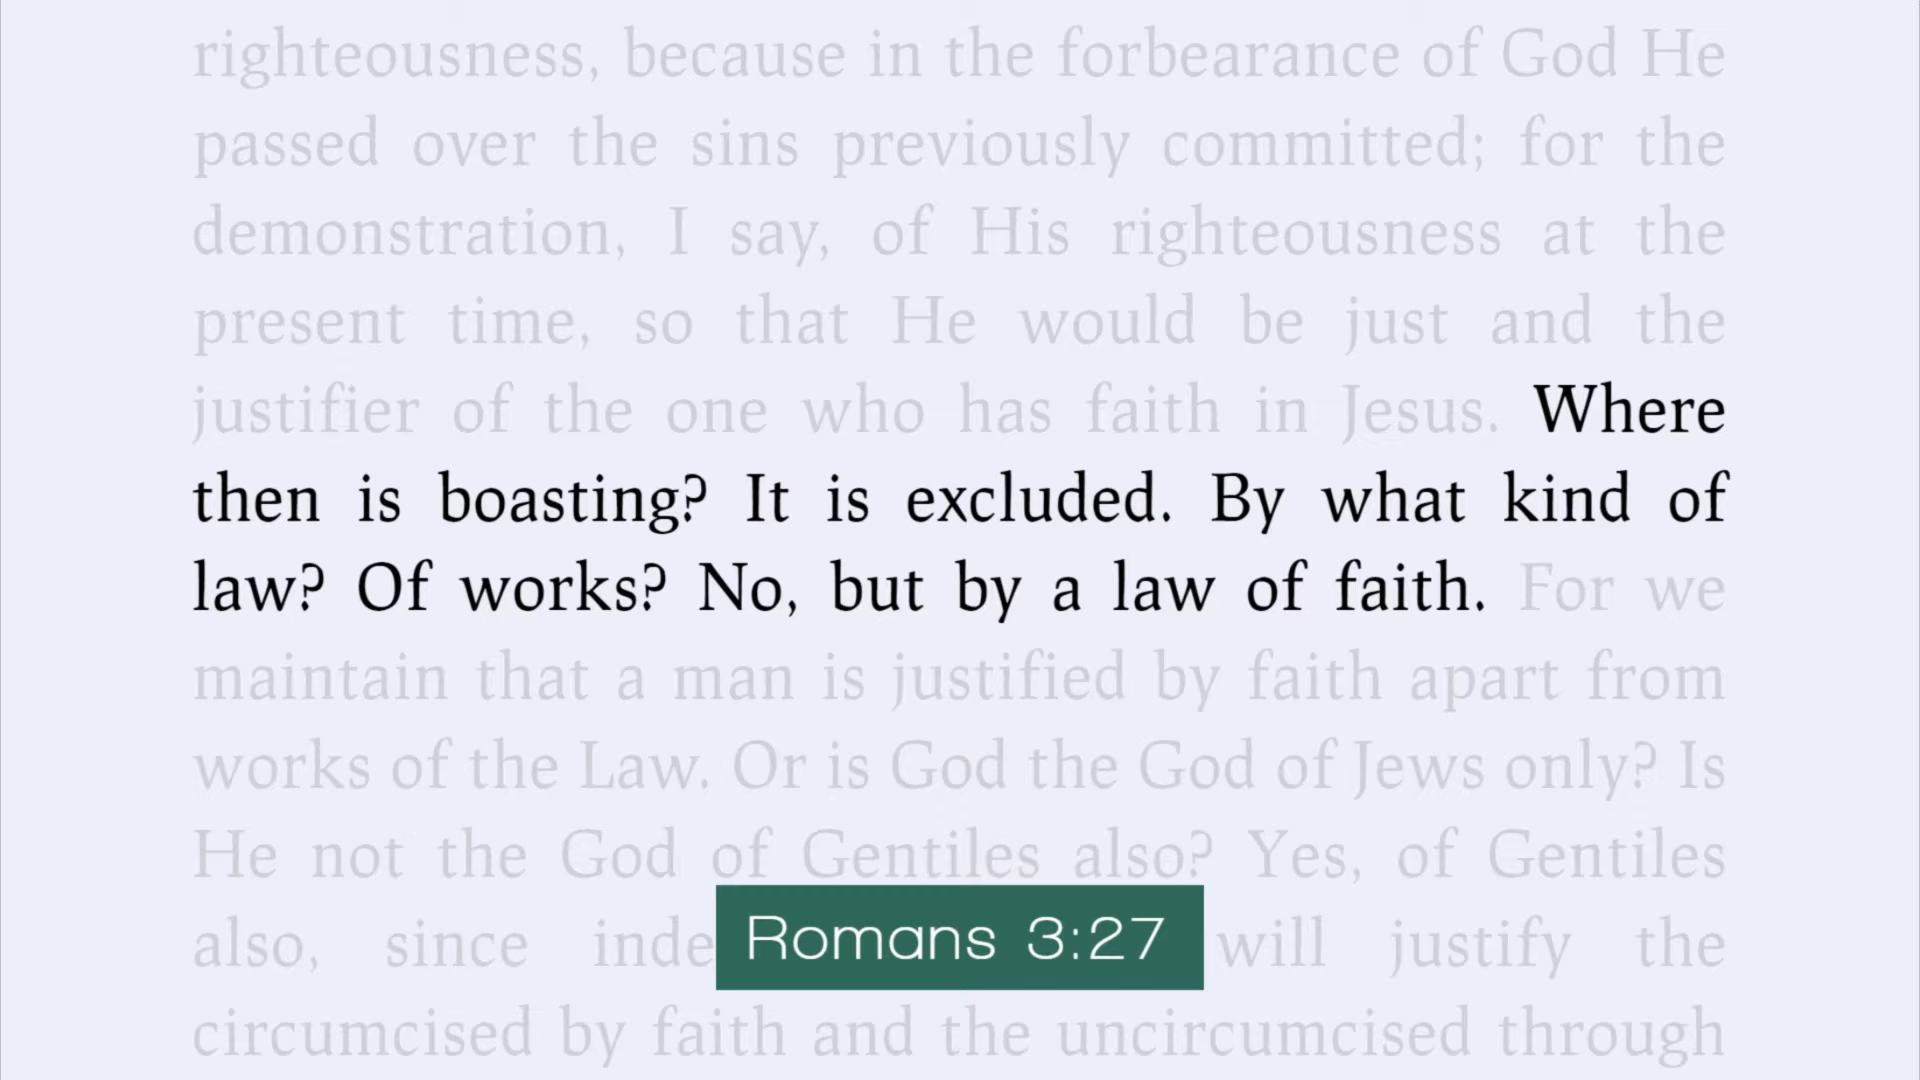 righteousness, because in the forbearance of God He
passed over the sins previously committed; for the
demonstration, I say, of His righteousness at the
present time, so that He would be just and the
justifier of the one who has faith in Jesus. Where
then is boasting? It is excluded. By what kind of
law? Of works? No, but by a law of faith. For we
maintain that a man is justified by faith apart from
works of the Law. Or is God the God of Jews only? Is
He not the God of Gentiles also? Yes, of Gentiles
also, since inde will justify the
Romans 3:27
circumcised by faith and the uncircumcised through